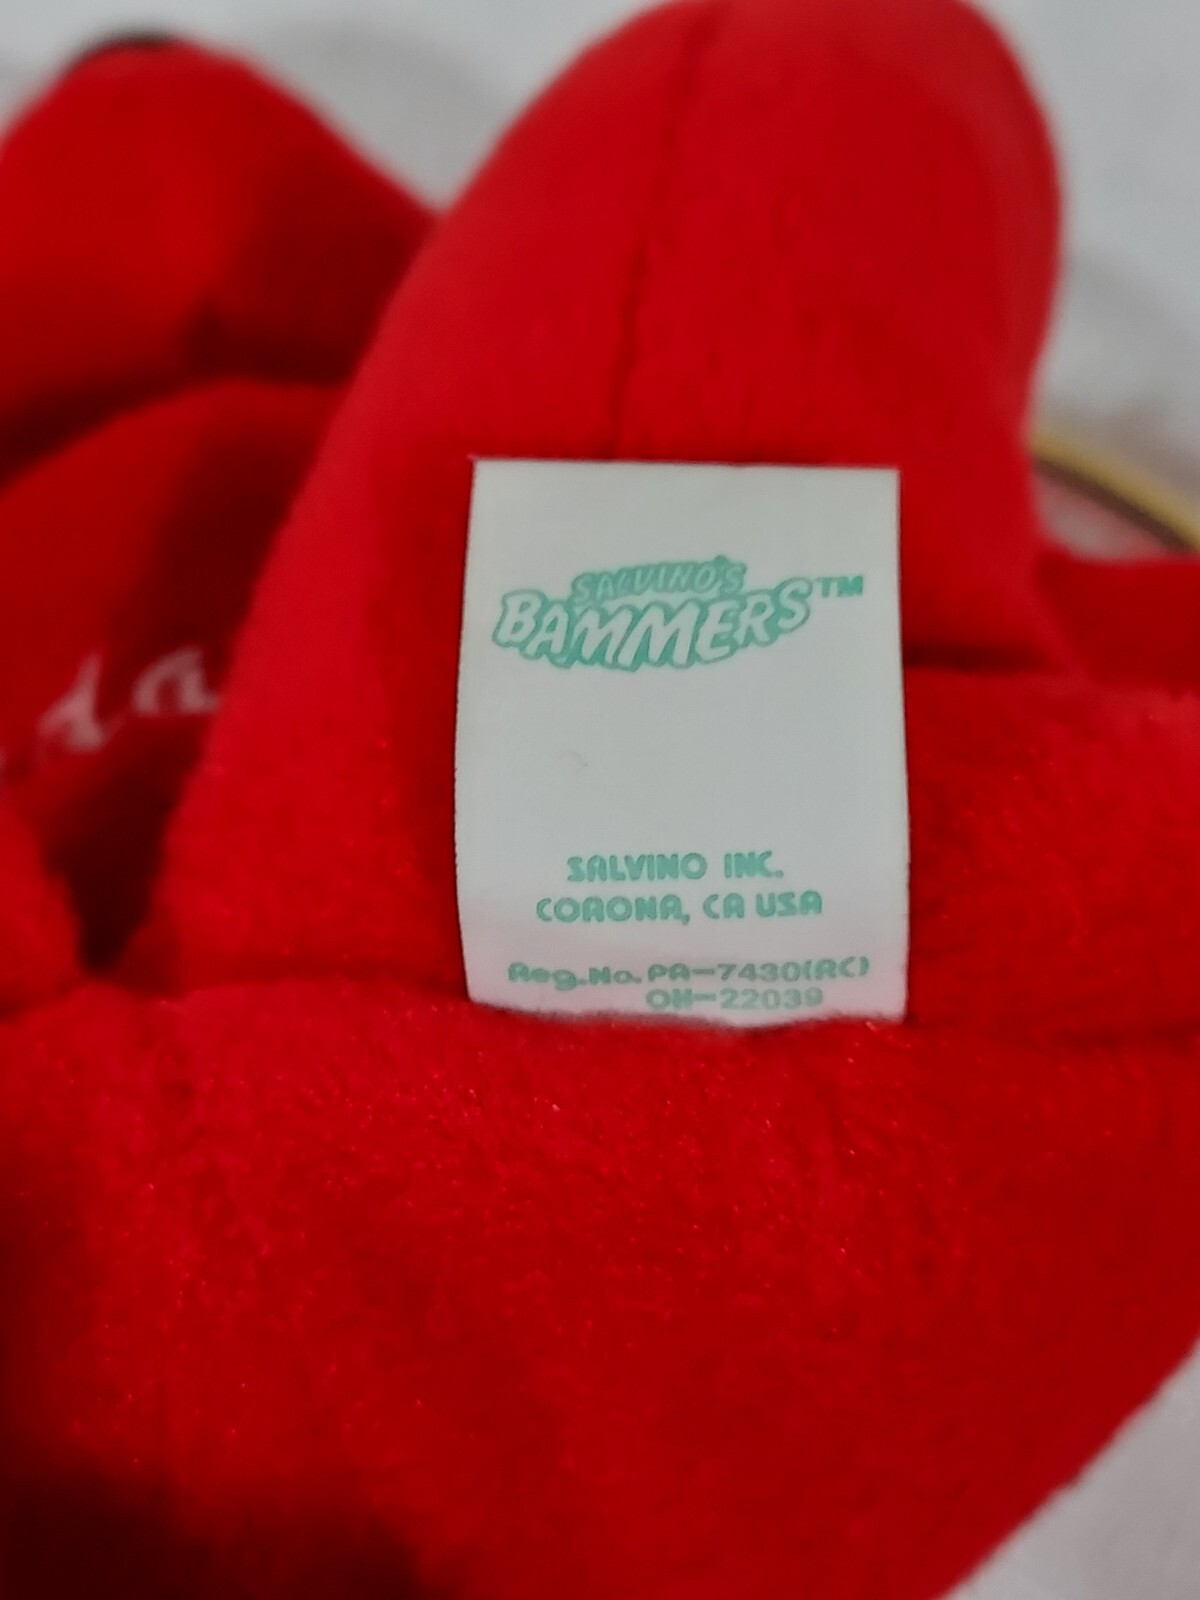 SALVINO'S
BAMMERS™
SALVINO INC.
CORONA, CA USA
Reg.No. PA-7430(RC)
OH-22039